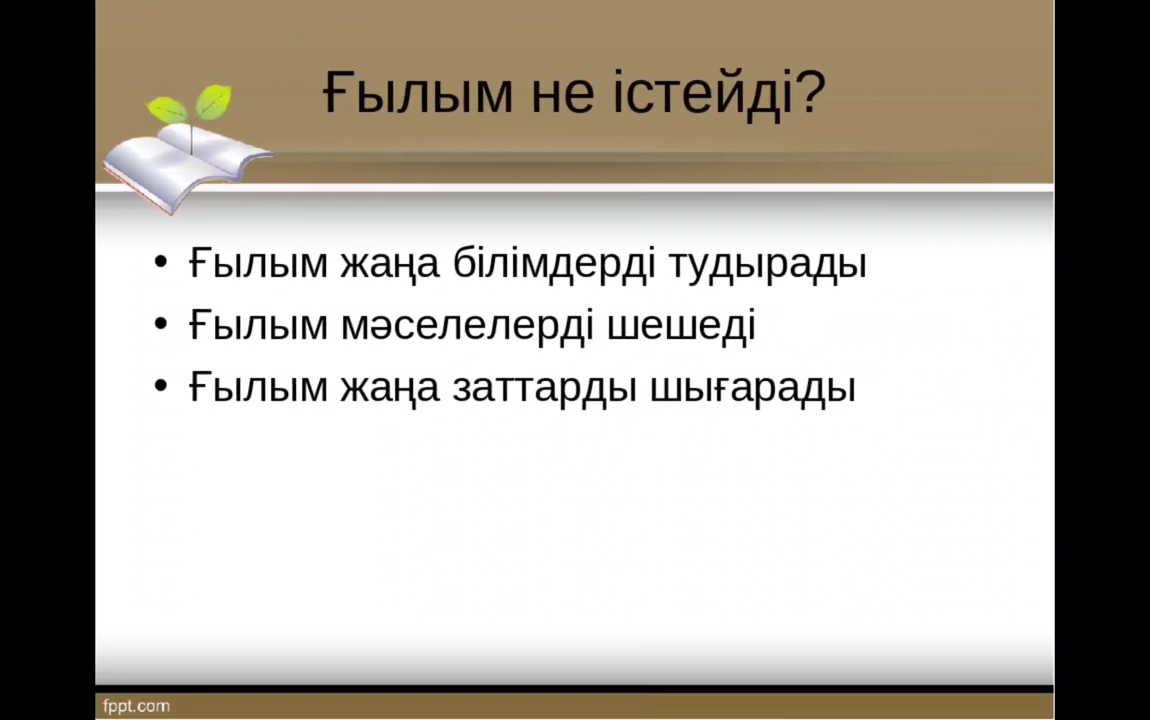 Ғылым не істейді?
• Ғылым жаңа білімдерді тудырады
• Ғылым мәселелерді шешеді
• Ғылым жаңа заттарды шығарады
fppt.com